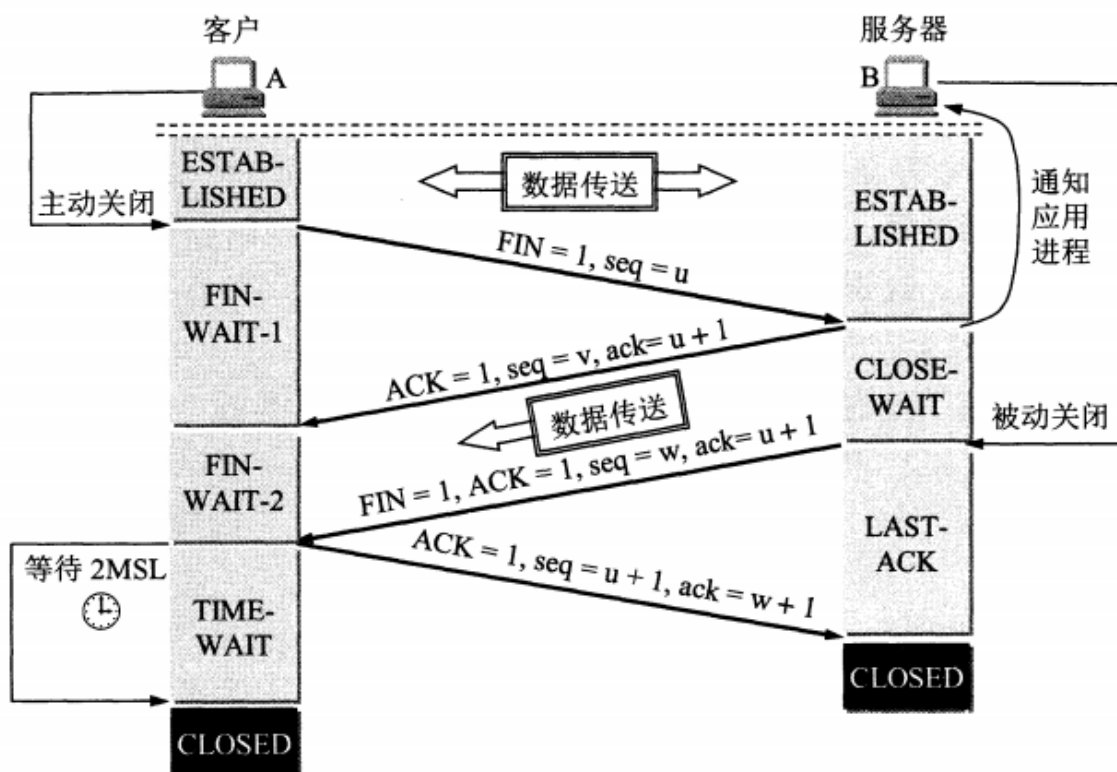 客户
服务器
A
B
ESTAB-
LISHED
数据传送
ESTAB-
LISHED
通知
应用
进程
主动关闭
FIN = 1, seq = u
FIN-
WAIT-1
ACK = 1, seq = v, ack= u + 1
CLOSE-
WAIT
数据传送
被动关闭
FIN-
WAIT-2
FIN = 1, ACK = 1, seq = w, ack= u + 1
LAST-
ACK
ACK = 1, seq = u + 1, ack = w + 1
等待 2MSL
TIME-
WAIT
CLOSED
CLOSED